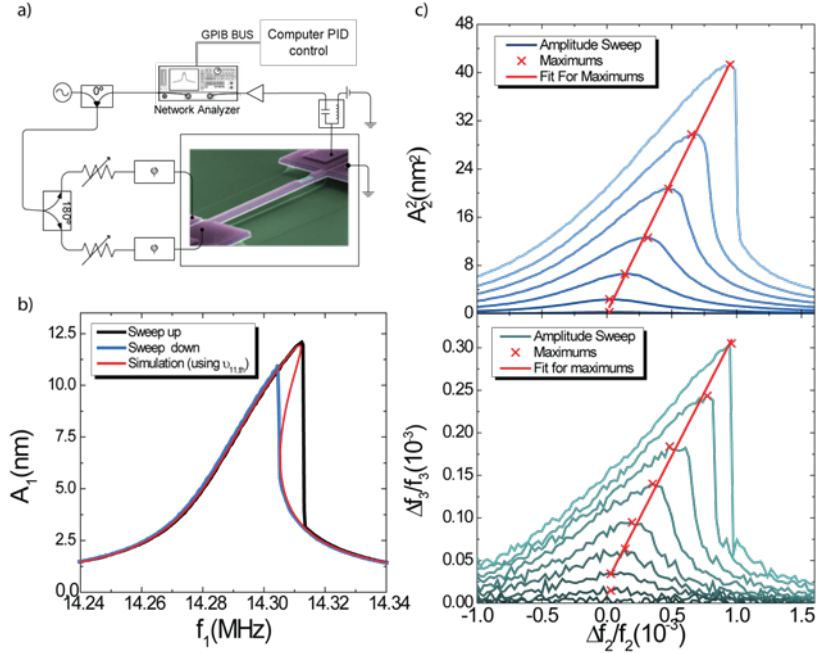 a)
GPIB BUS
Computer PID
control
0°
Network Analyzer
180°
φ
φ
b)
Sweep up
Sweep down
Simulation (using υ11,th)
12.5
10.0
7.5
5.0
2.5
0.0
A1(nm)
14.24
14.26
14.28
14.30
14.32
14.34
f1(MHz)
c)
Amplitude Sweep
Maximums
Fit For Maximums
48
40
32
24
16
8
0
A2²(nm²)
Amplitude Sweep
Maximums
Fit for maximums
0.30
0.25
0.20
0.15
0.10
0.05
0.00
Δf3/f3(10-3)
-1.0
-0.5
0.0
0.5
1.0
1.5
Δf2/f2(10-3)